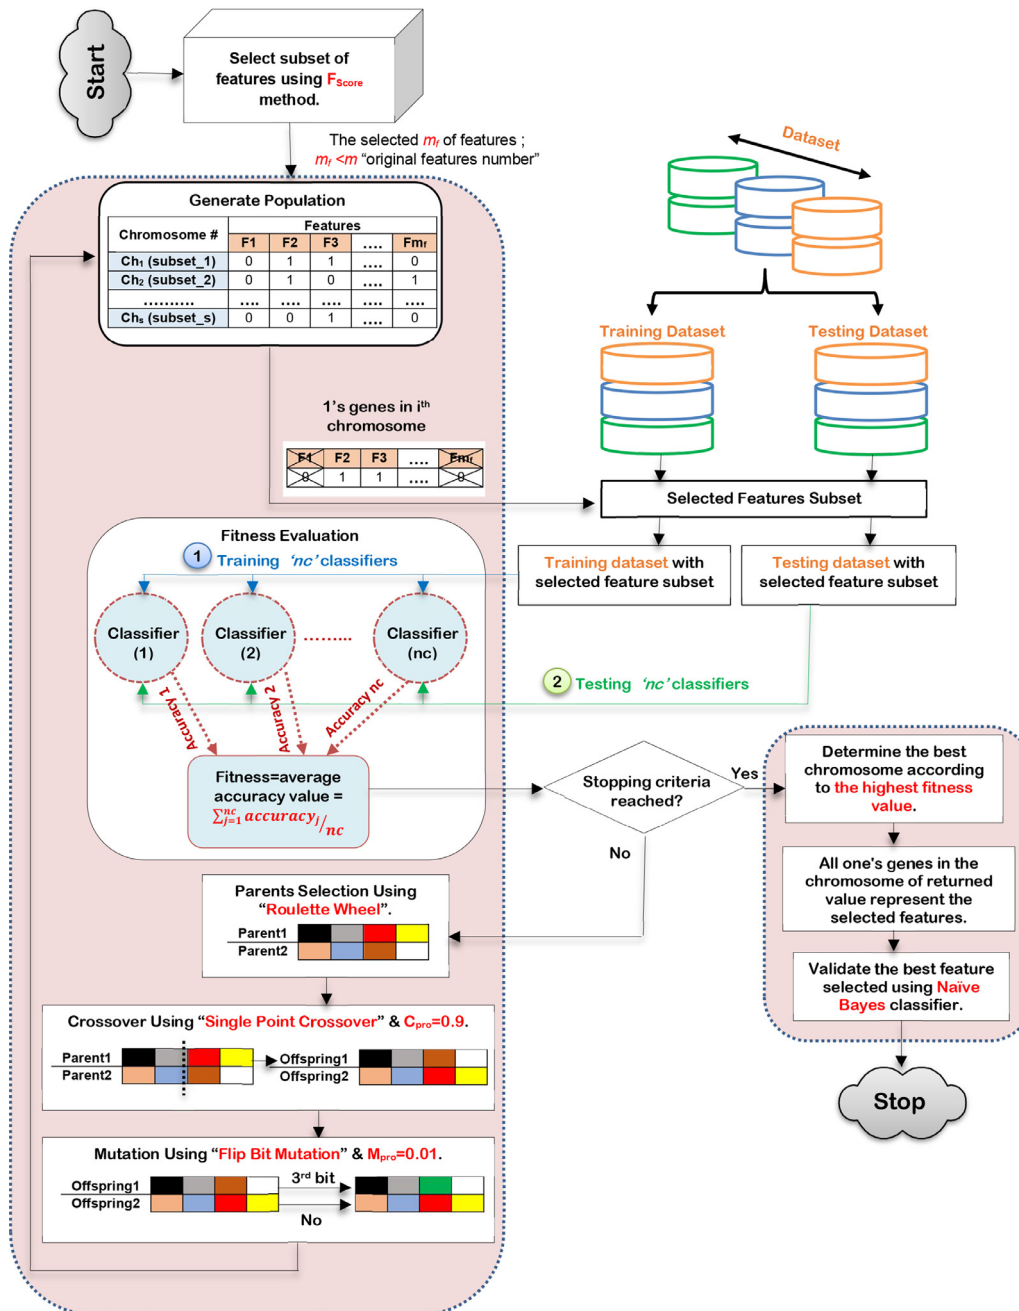 Start
Select subset of
features using FScore
method.
The selected mf of features ;
mf <m “original features number”
Dataset
Generate Population
Chromosome #
Features
F1 F2 F3 .... Fmf
Ch1 (subset_1) 0 1 1 .... 0
Ch2 (subset_2) 0 1 0 .... 1
.......... .... .... .... .... ....
Chs (subset_s) 0 0 1 .... 0
Training Dataset
Testing Dataset
1's genes in ith
chromosome
F1 F2 F3 .... Fmf
0 1 1 .... 0
Selected Features Subset
Training dataset with
selected feature subset
Testing dataset with
selected feature subset
Fitness Evaluation
1 Training ‘nc’ classifiers
Classifier
(1)
Classifier
(2)
.........
Classifier
(nc)
2 Testing ‘nc’ classifiers
Accuracy 1
Accuracy 2
Accuracy nc
Fitness=average
accuracy value =
∑j=1nc accuracyj/nc
Stopping criteria
reached?
Yes
No
Determine the best
chromosome according
to the highest fitness
value.
All one's genes in the
chromosome of returned
value represent the
selected features.
Validate the best feature
selected using Naïve
Bayes classifier.
Stop
Parents Selection Using
“Roulette Wheel”.
Parent1
Parent2
Crossover Using “Single Point Crossover” & Cpro=0.9.
Parent1
Parent2
Offspring1
Offspring2
Mutation Using “Flip Bit Mutation” & Mpro=0.01.
Offspring1
Offspring2
3rd bit
No